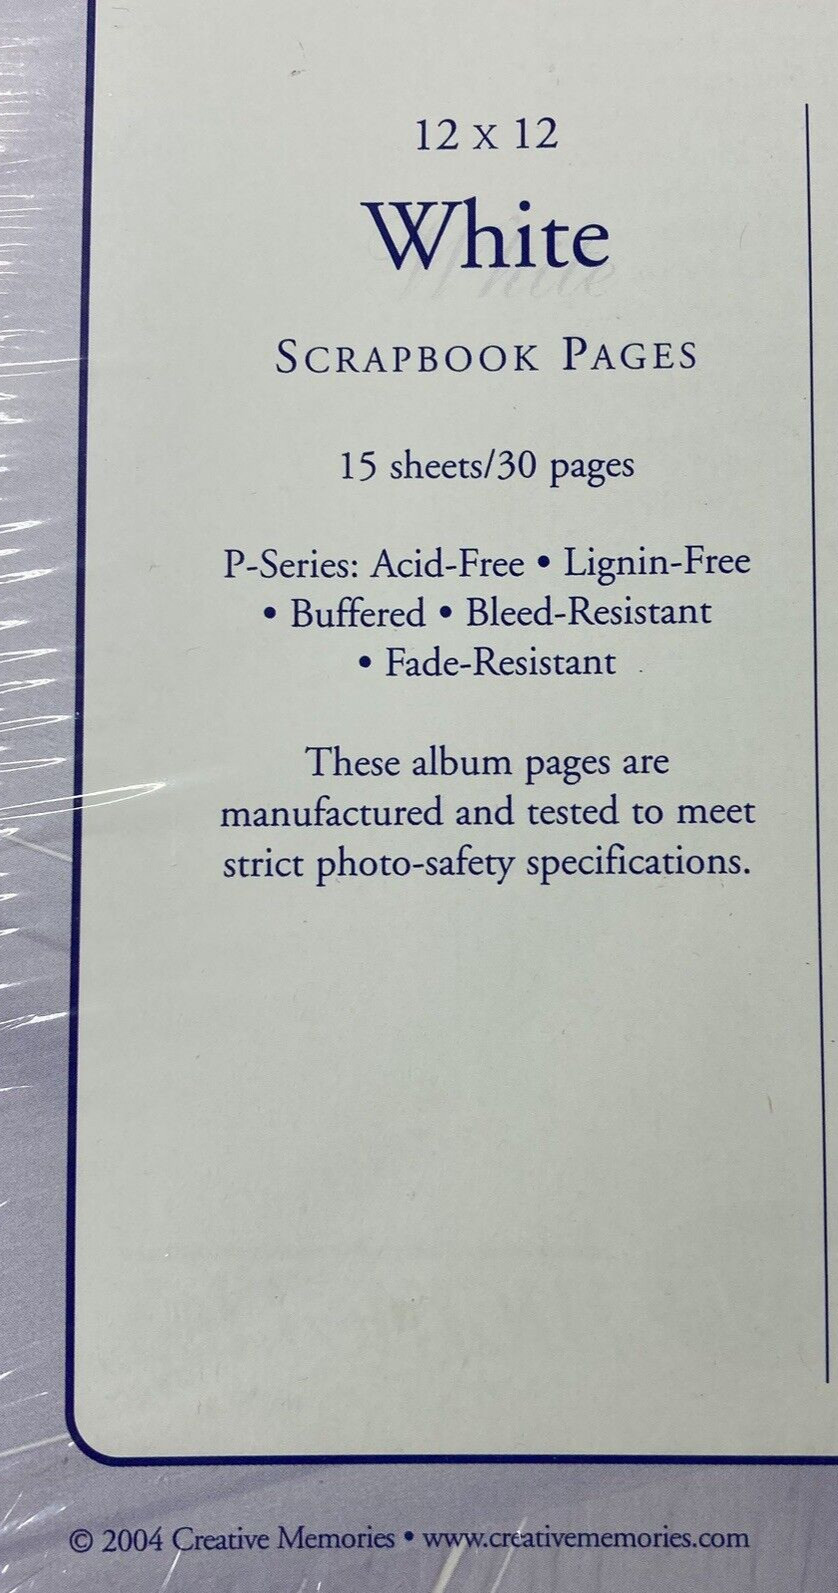 12 x 12
White
Scrapbook Pages
15 sheets/30 pages
P-Series: Acid-Free • Lignin-Free
• Buffered • Bleed-Resistant
• Fade-Resistant
These album pages are
manufactured and tested to meet
strict photo-safety specifications.
© 2004 Creative Memories • www.creativememories.com